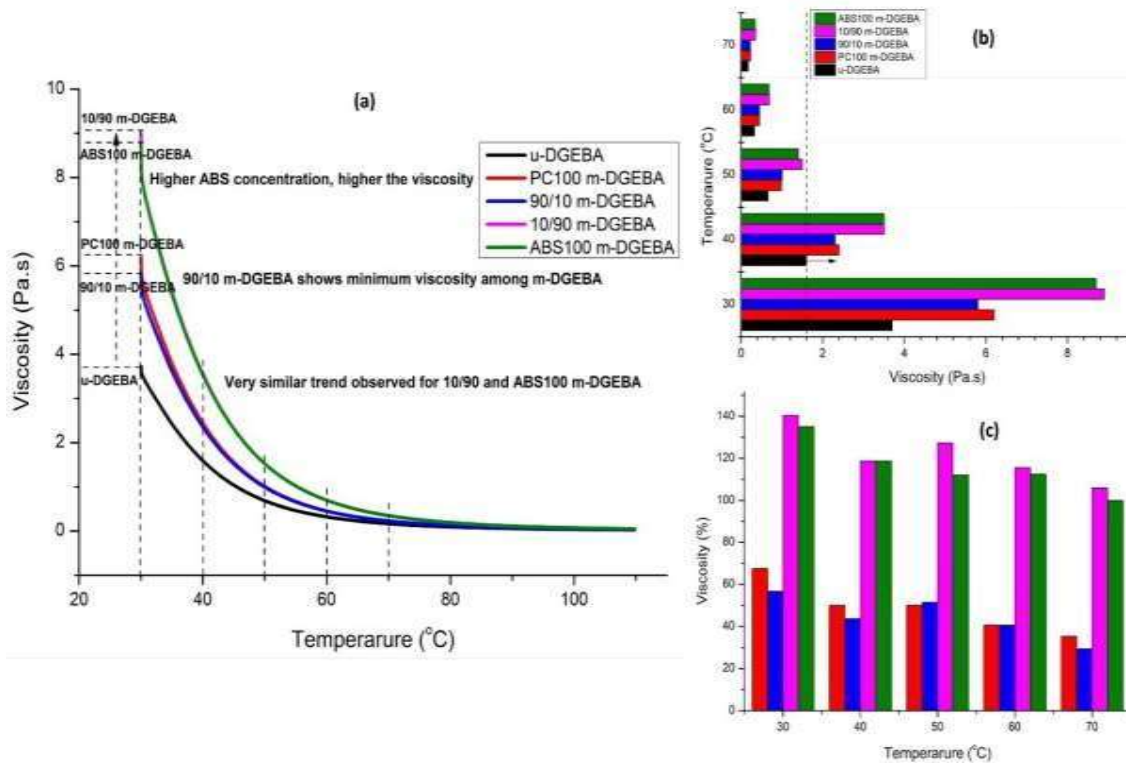 (a)
10
8
6
4
2
0
20
40
60
80
100
Viscosity (Pa.s)
Temperarure (°C)
10/90 m-DGEBA
ABS100 m-DGEBA
Higher ABS concentration, higher the viscosity
PC100 m-DGEBA
90/10 m-DGEBA shows minimum viscosity among m-DGEBA
90/10 m-DGEBA
Very similar trend observed for 10/90 and ABS100 m-DGEBA
u-DGEBA
u-DGEBA
PC100 m-DGEBA
90/10 m-DGEBA
10/90 m-DGEBA
ABS100 m-DGEBA
(b)
ABS100 m-DGEBA
10/90 m-DGEBA
90/10 m-DGEBA
PC100 m-DGEBA
u-DGEBA
Temperarure (°C)
70
60
50
40
30
0
2
4
6
8
Viscosity (Pa.s)
(c)
Viscosity (%)
140
120
100
80
60
40
20
0
30
40
50
60
70
Temperarure (°C)